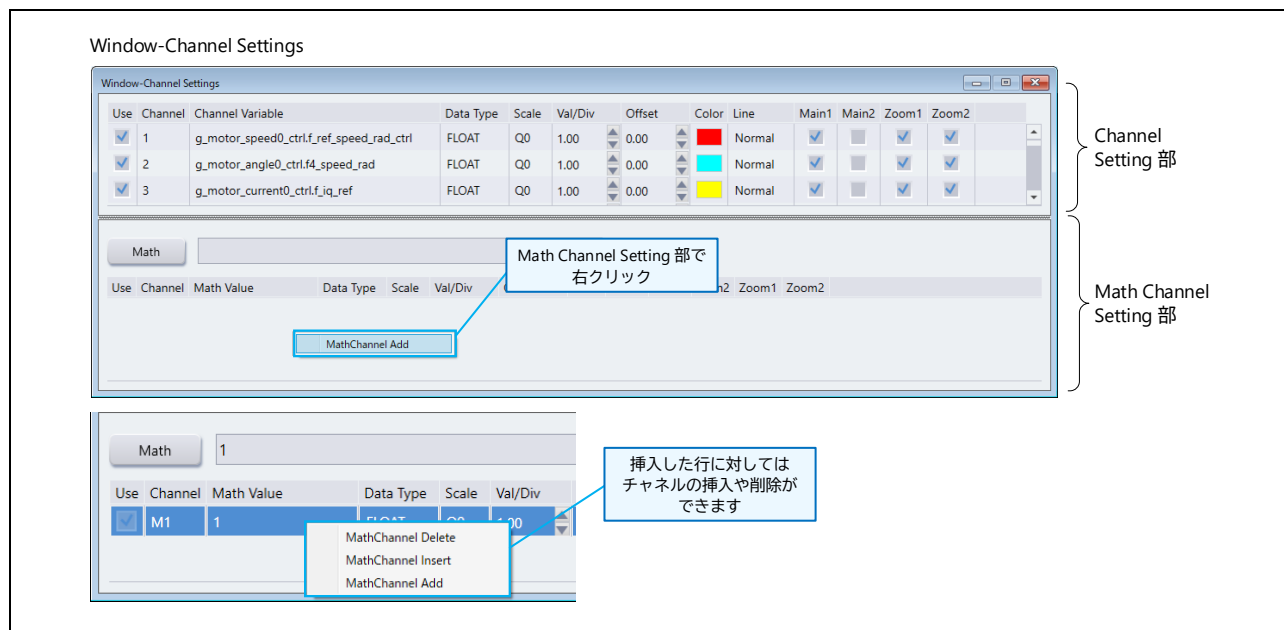 Window-Channel Settings
Window-Channel Settings
Use Channel Channel Variable Data Type Scale Val/Div Offset Color Line Main1 Main2 Zoom1 Zoom2
1 g_motor_speed0_ctrl.f_ref_speed_rad_ctrl FLOAT Q0 1.00 0.00 Normal
2 g_motor_angle0_ctrl.f4_speed_rad FLOAT Q0 1.00 0.00 Normal
3 g_motor_current0_ctrl.f_iq_ref FLOAT Q0 1.00 0.00 Normal
Channel
Setting 部
Math
Math Channel Setting 部で
右クリック
Use Channel Math Value Data Type Scale Val/Div Zoom1 Zoom2
MathChannel Add
Math Channel
Setting 部
Math 1
Use Channel Math Value Data Type Scale Val/Div
M1 1 FLOAT Q0 1.00
MathChannel Delete
MathChannel Insert
MathChannel Add
挿入した行に対しては
チャネルの挿入や削除が
できます